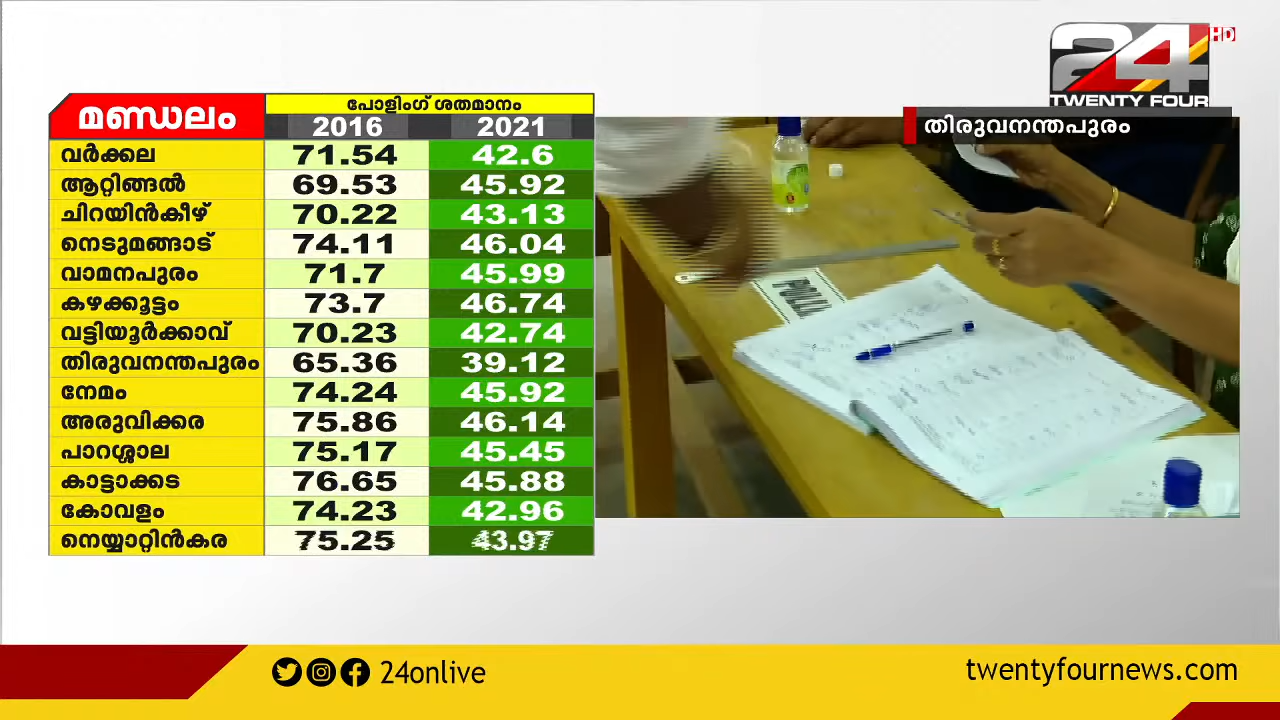 24 HD
TWENTY FOUR
തിരുവനന്തപുരം
മണ്ഡലം പോളിംഗ് ശതമാനം
2016 2021
വർക്കല 71.54 42.6
ആറ്റിങ്ങൽ 69.53 45.92
ചിറയിൻകീഴ് 70.22 43.13
നെടുമങ്ങാട് 74.11 46.04
വാമനപുരം 71.7 45.99
കഴക്കൂട്ടം 73.7 46.74
വട്ടിയൂർക്കാവ് 70.23 42.74
തിരുവനന്തപുരം 65.36 39.12
നേമം 74.24 45.92
അരുവിക്കര 75.86 46.14
പാറശ്ശാല 75.17 45.45
കാട്ടാക്കട 76.65 45.88
കോവളം 74.23 42.96
നെയ്യാറ്റിൻകര 75.25 43.97
24onlive
twentyfournews.com